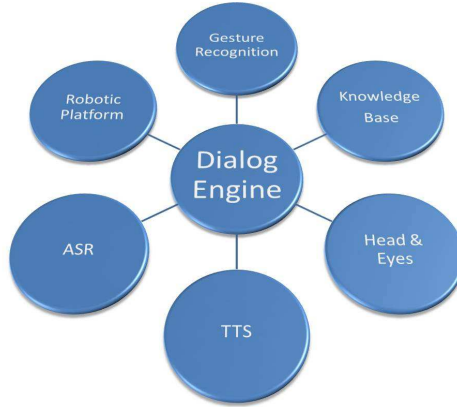 Gesture
Recognition
Robotic
Platform
Knowledge
Base
Dialog
Engine
ASR
Head &
Eyes
TTS